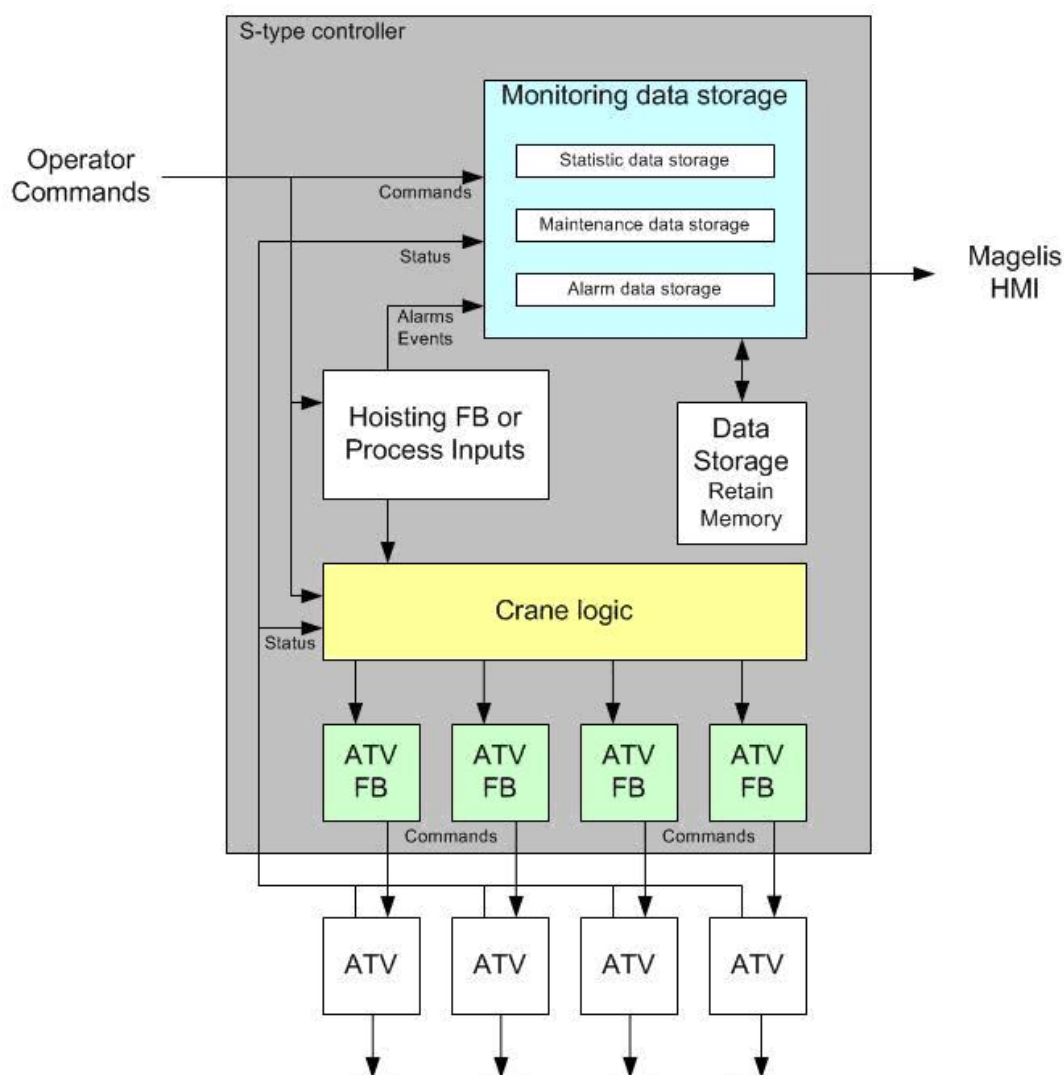 S-type controller
Monitoring data storage
Statistic data storage
Operator
Commands
Commands
Maintenance data storage
Status
Magelis
HMI
Alarm data storage
Alarms
Events
Hoisting FB or
Process Inputs
Data
Storage
Retain
Memory
Crane logic
Status
ATV
FB
ATV
FB
ATV
FB
ATV
FB
Commands
Commands
ATV
ATV
ATV
ATV